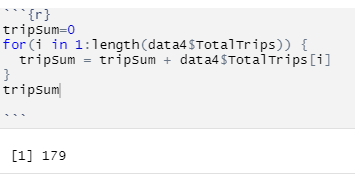 ```{r}
tripSum=0
for(i in 1:length(data4$TotalTrips)) {
  tripSum = tripSum + data4$TotalTrips[i]
}
tripSum
```
[1] 179